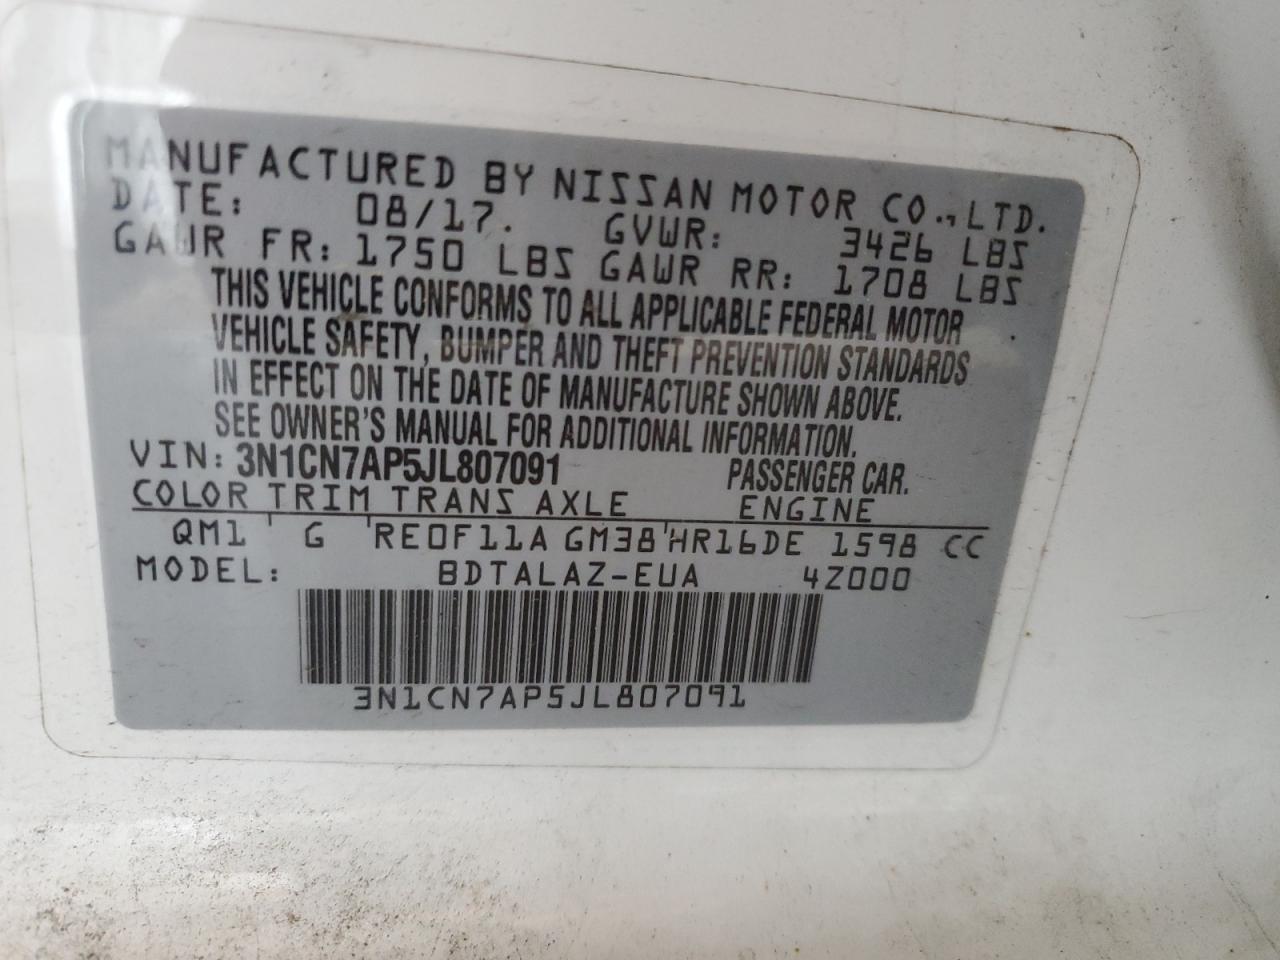 MANUFACTURED BY NISSAN MOTOR CO.,LTD.
DATE: 08/17. GVWR: 3426 LBS
GAWR FR: 1750 LBS GAWR RR: 1708 LBS
THIS VEHICLE CONFORMS TO ALL APPLICABLE FEDERAL MOTOR
VEHICLE SAFETY, BUMPER AND THEFT PREVENTION STANDARDS
IN EFFECT ON THE DATE OF MANUFACTURE SHOWN ABOVE.
SEE OWNER'S MANUAL FOR ADDITIONAL INFORMATION.
VIN: 3N1CN7AP5JL807091 PASSENGER CAR.
COLOR TRIM TRANS AXLE ENGINE
QM1 ' G ' RE0F11A GM38 ' HR16DE 1598 CC
MODEL: BDTALAZ-EUA 4Z000
3N1CN7AP5JL807091